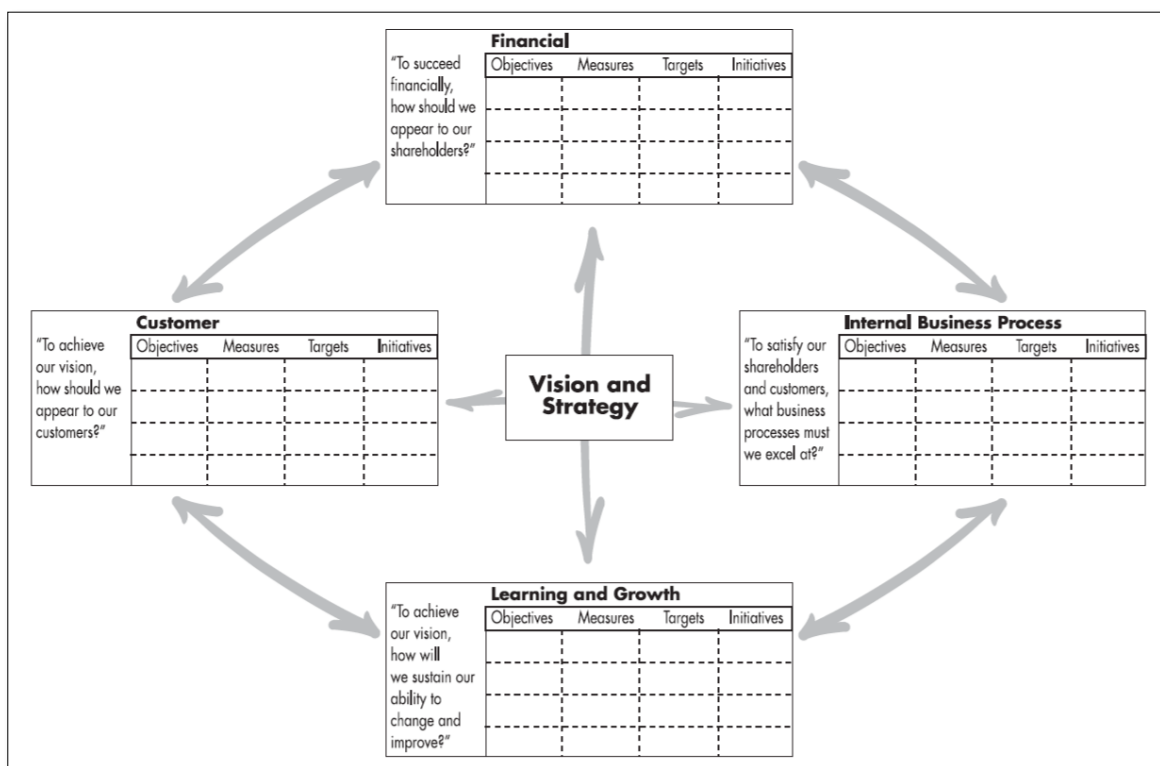 Financial
"To succeed
financially,
how should we
appear to our
shareholders?"
Objectives Measures Targets Initiatives
Customer
"To achieve
our vision,
how should we
appear to our
customers?"
Objectives Measures Targets Initiatives
Vision and
Strategy
Internal Business Process
"To satisfy our
shareholders
and customers,
what business
processes must
we excel at?"
Objectives Measures Targets Initiatives
Learning and Growth
"To achieve
our vision,
how will
we sustain our
ability to
change and
improve?"
Objectives Measures Targets Initiatives